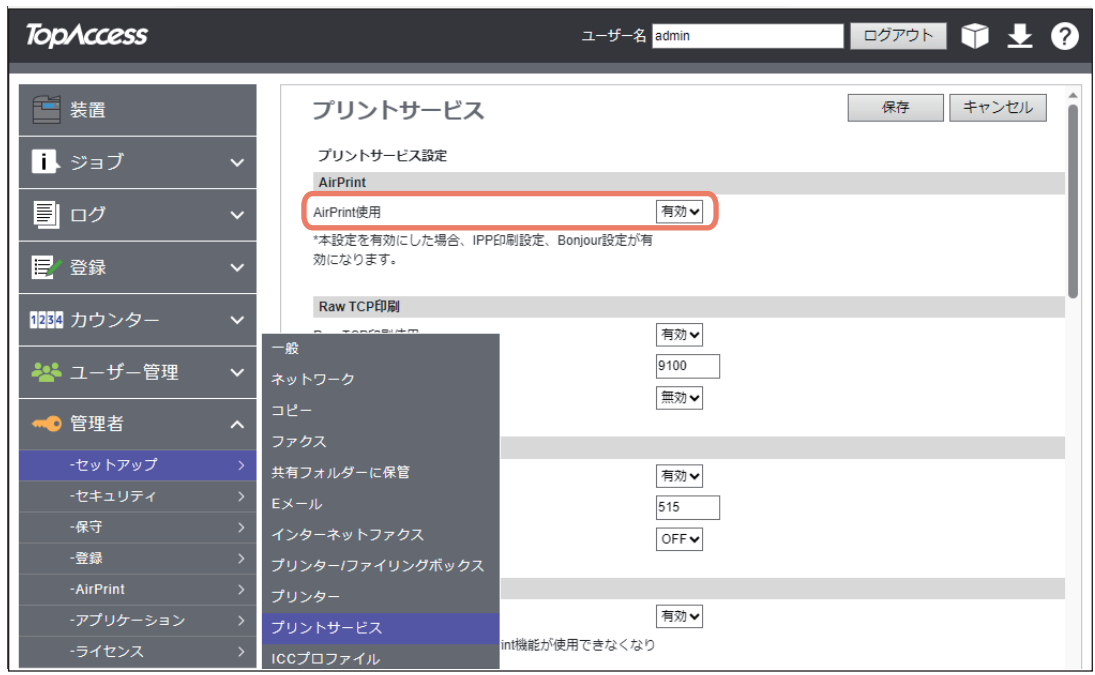 TopAccess
ユーザー名 admin ログアウト
装置
ジョブ
ログ
登録
1234 カウンター
ユーザー管理
管理者
-セットアップ
-セキュリティ
-保守
-登録
-AirPrint
-アプリケーション
-ライセンス
一般
ネットワーク
コピー
ファクス
共有フォルダーに保管
Eメール
インターネットファクス
プリンター/ファイリングボックス
プリンター
プリントサービス
ICCプロファイル
プリントサービス 保存 キャンセル
プリントサービス設定
AirPrint
AirPrint使用 有効
*本設定を有効にした場合、IPP印刷設定、Bonjour設定が有
効になります。
Raw TCP印刷
有効
9100
無効
有効
515
OFF
有効
int機能が使用できなくなり